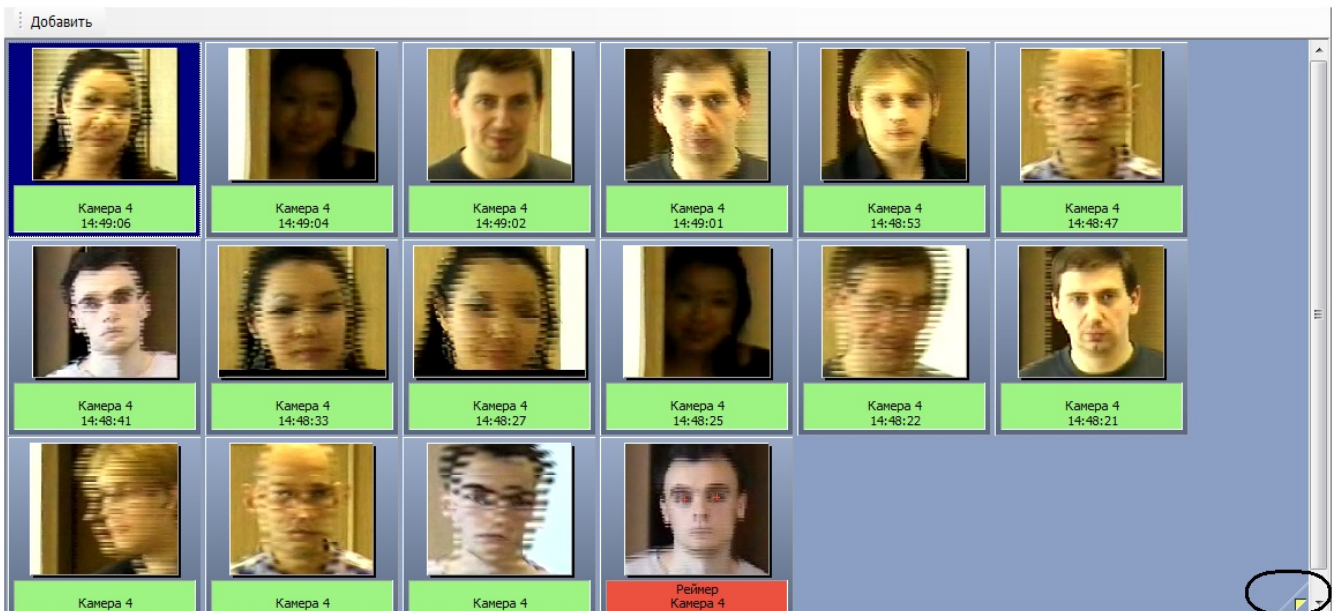 Добавить
Камера 4
14:49:06
Камера 4
14:49:04
Камера 4
14:49:02
Камера 4
14:49:01
Камера 4
14:48:53
Камера 4
14:48:47
Камера 4
14:48:41
Камера 4
14:48:33
Камера 4
14:48:27
Камера 4
14:48:25
Камера 4
14:48:22
Камера 4
14:48:21
Камера 4
Камера 4
Камера 4
Реймер
Камера 4